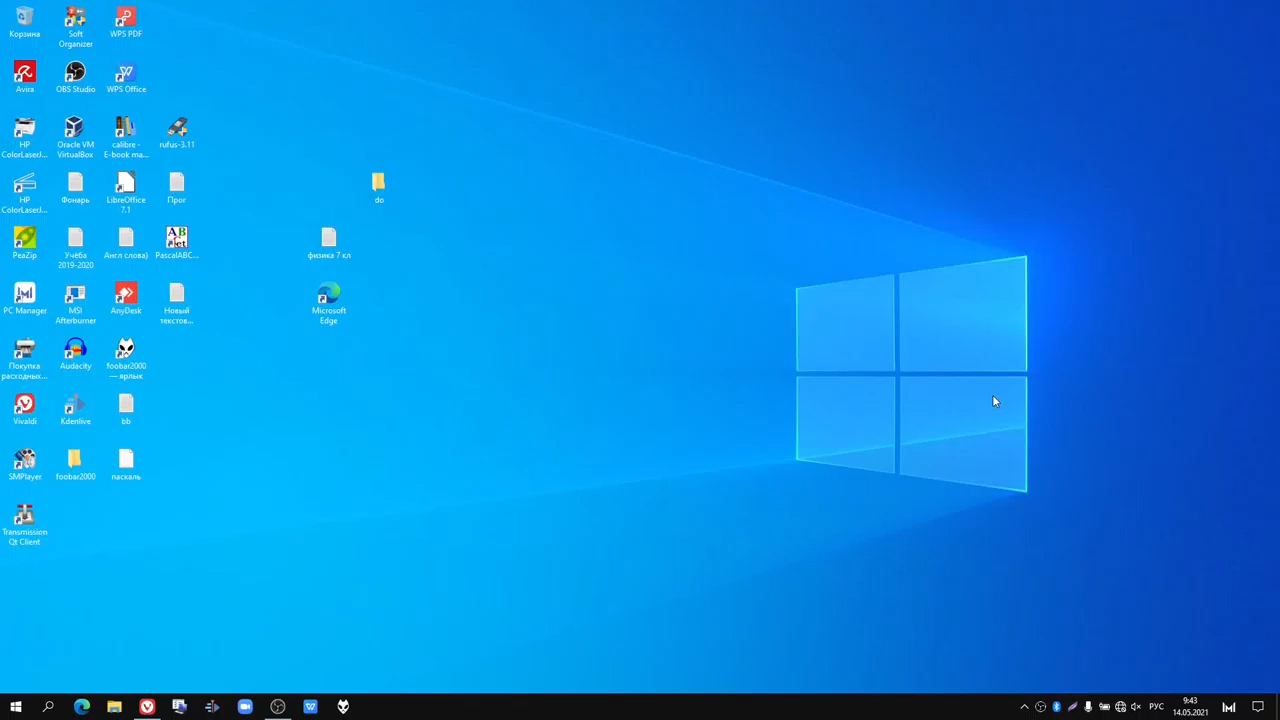 Корзина
Soft
Organizer
WPS PDF
Avira
OBS Studio
WPS Office
HP
ColorLaserJ...
Oracle VM
VirtualBox
calibre -
E-book ma...
rufus-3.11
HP
ColorLaserJ...
Фонарь
LibreOffice
7.1
Прог
do
PeaZip
Учёба
2019-2020
Англ слова)
PascalABC...
физика 7 кл
PC Manager
MSI
Afterburner
AnyDesk
Новый
текстов...
Microsoft
Edge
Покупка
расходных...
Audacity
foobar2000
— ярлык
Vivaldi
Kdenlive
bb
SMPlayer
foobar2000
паскаль
Transmission
Qt Client
РУС
9:43
14.05.2021